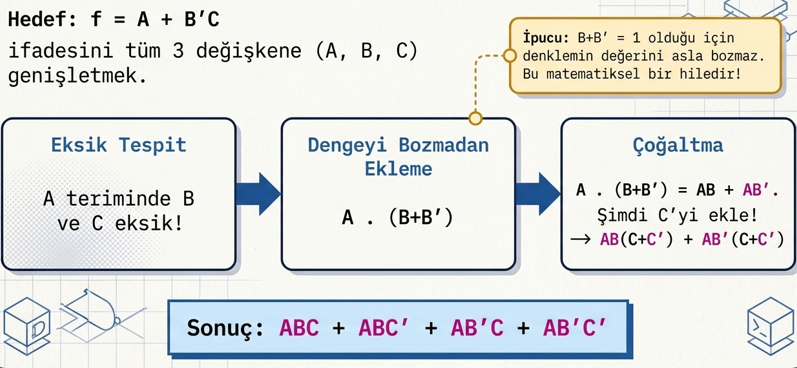 Hedef: f = A + B'C
ifadesini tüm 3 değişkene (A, B, C)
genişletmek.
İpucu: B+B' = 1 olduğu için
denklemin değerini asla bozmaz.
Bu matematiksel bir hiledir!
Eksik Tespit
A teriminde B
ve C eksik!
Dengeyi Bozmadan
Ekleme
A . (B+B')
Çoğaltma
A . (B+B') = AB + AB'.
Şimdi C'yi ekle!
→ AB(C+C') + AB'(C+C')
D
>_
Sonuç: ABC + ABC' + AB'C + AB'C'